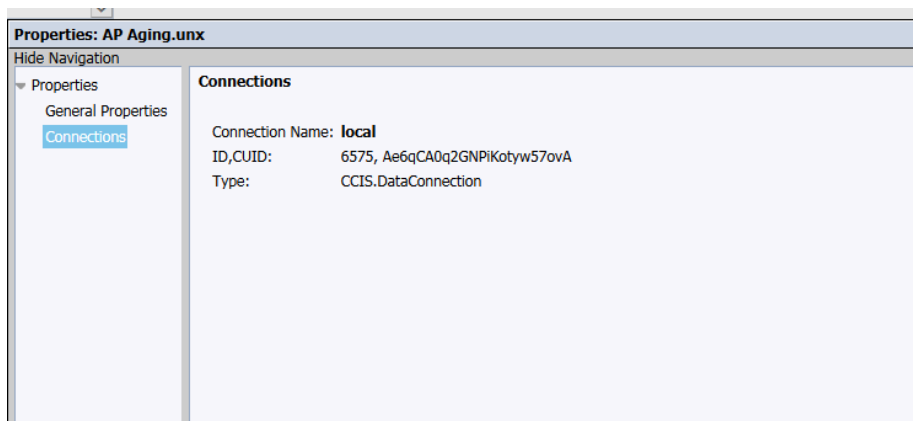 Properties: AP Aging.unx
Hide Navigation
Properties
General Properties
Connections
Connections
Connection Name: local
ID,CUID: 6575, Ae6qCA0q2GNPiKotyw57ovA
Type: CCIS.DataConnection